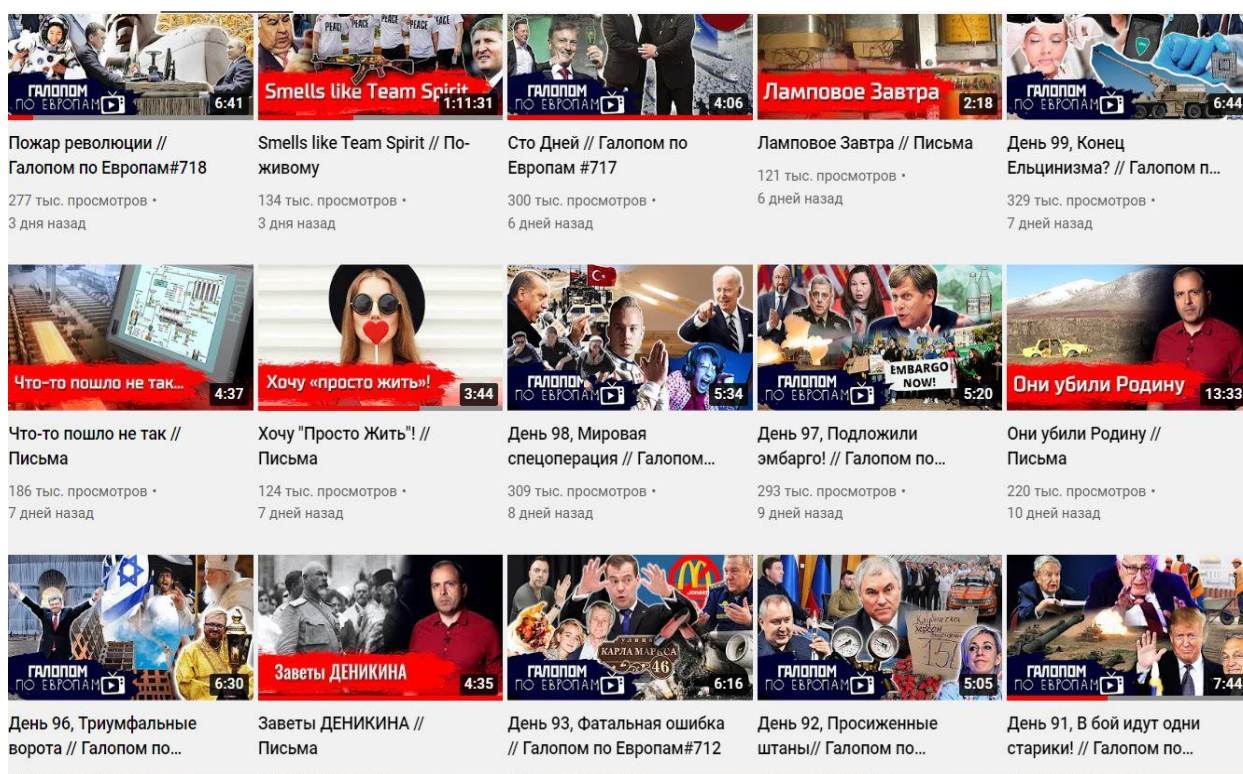 PEACE PEACE PEACE PEACE
ГАЛОПОМ
ПО ЕВРОПАМ
6:41
Smells like Team Spirit
1:11:31
ГАЛОПОМ
ПО ЕВРОПАМ
4:06
Ламповое Завтра
2:18
ГАЛОПОМ
ПО ЕВРОПАМ
6:44
Пожар революции //
Галопом по Европам#718
277 тыс. просмотров •
3 дня назад
Smells like Team Spirit // По-
живому
134 тыс. просмотров •
3 дня назад
Сто Дней // Галопом по
Европам #717
300 тыс. просмотров •
6 дней назад
Ламповое Завтра // Письма
121 тыс. просмотров •
6 дней назад
День 99, Конец
Ельцинизма? // Галопом п...
329 тыс. просмотров •
7 дней назад
Что-то пошло не так...
4:37
Хочу «просто жить»!
3:44
ГАЛОПОМ
ПО ЕВРОПАМ
5:34
EMBARGO
NOW!
ГАЛОПОМ
ПО ЕВРОПАМ
5:20
Они убили Родину
13:33
Что-то пошло не так //
Письма
186 тыс. просмотров •
7 дней назад
Хочу "Просто Жить"! //
Письма
124 тыс. просмотров •
7 дней назад
День 98, Мировая
спецоперация // Галопом...
309 тыс. просмотров •
8 дней назад
День 97, Подложили
эмбарго! // Галопом по...
293 тыс. просмотров •
9 дней назад
Они убили Родину //
Письма
220 тыс. просмотров •
10 дней назад
ГАЛОПОМ
ПО ЕВРОПАМ
6:30
Заветы ДЕНИКИНА
4:35
УЛИЦА
КАРЛА МАРКСА
46
ГАЛОПОМ
ПО ЕВРОПАМ
6:16
ГАЛОПОМ
ПО ЕВРОПАМ
5:05
ГАЛОПОМ
ПО ЕВРОПАМ
7:44
День 96, Триумфальные
ворота // Галопом по...
Заветы ДЕНИКИНА //
Письма
День 93, Фатальная ошибка
// Галопом по Европам#712
День 92, Просиженные
штаны// Галопом по...
День 91, В бой идут одни
старики! // Галопом по...